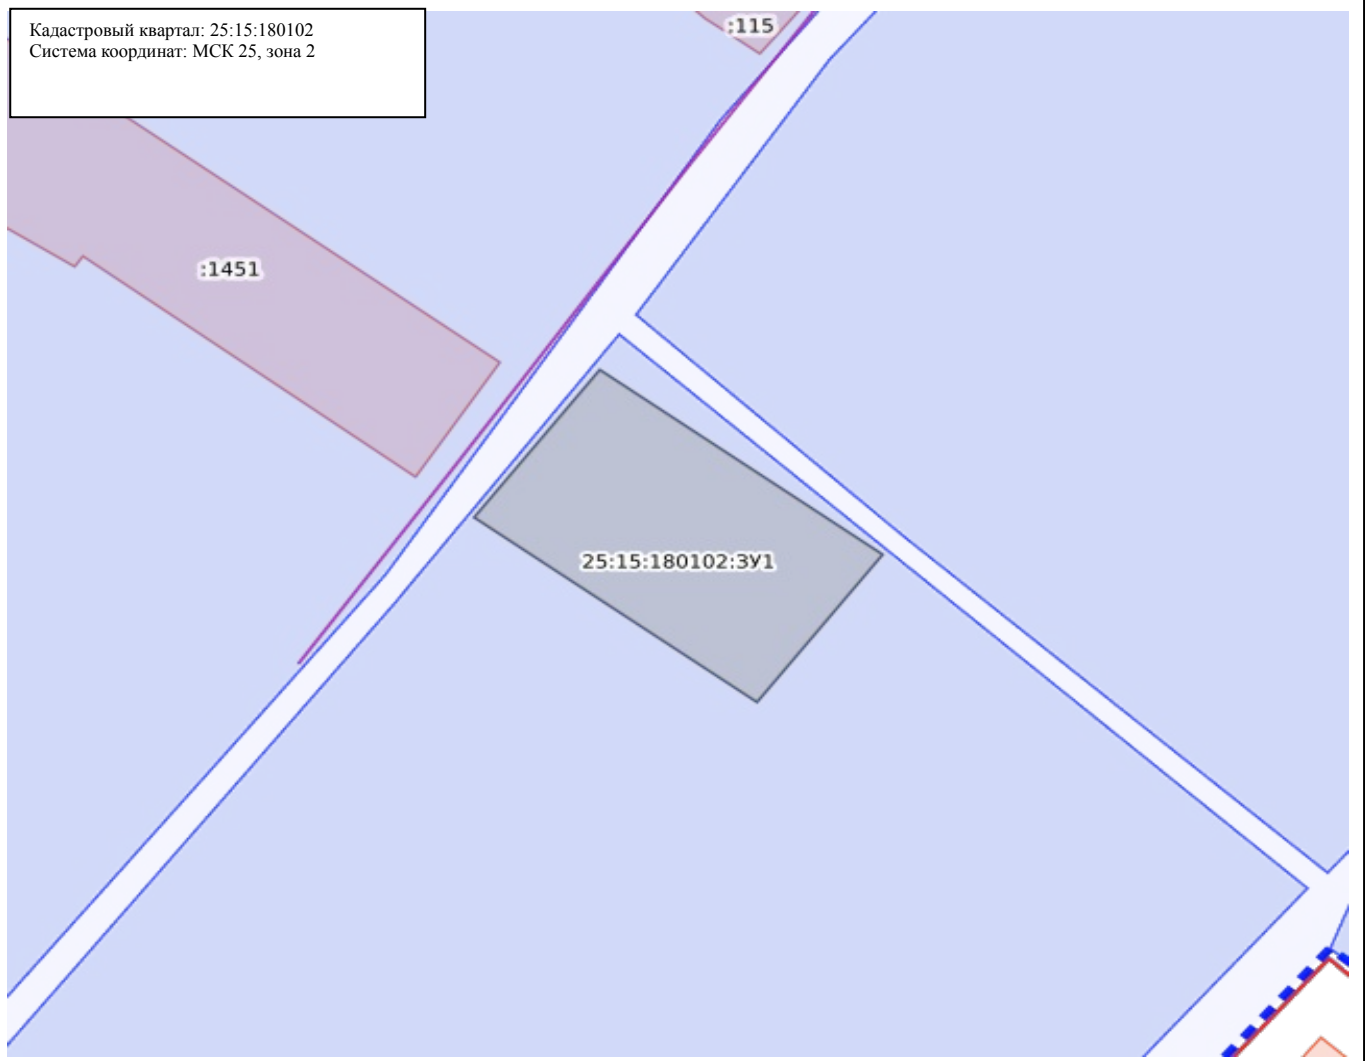 Кадастровый квартал: 25:15:180102
Система координат: МСК 25, зона 2
:115
:1451
25:15:180102:ЗУ1